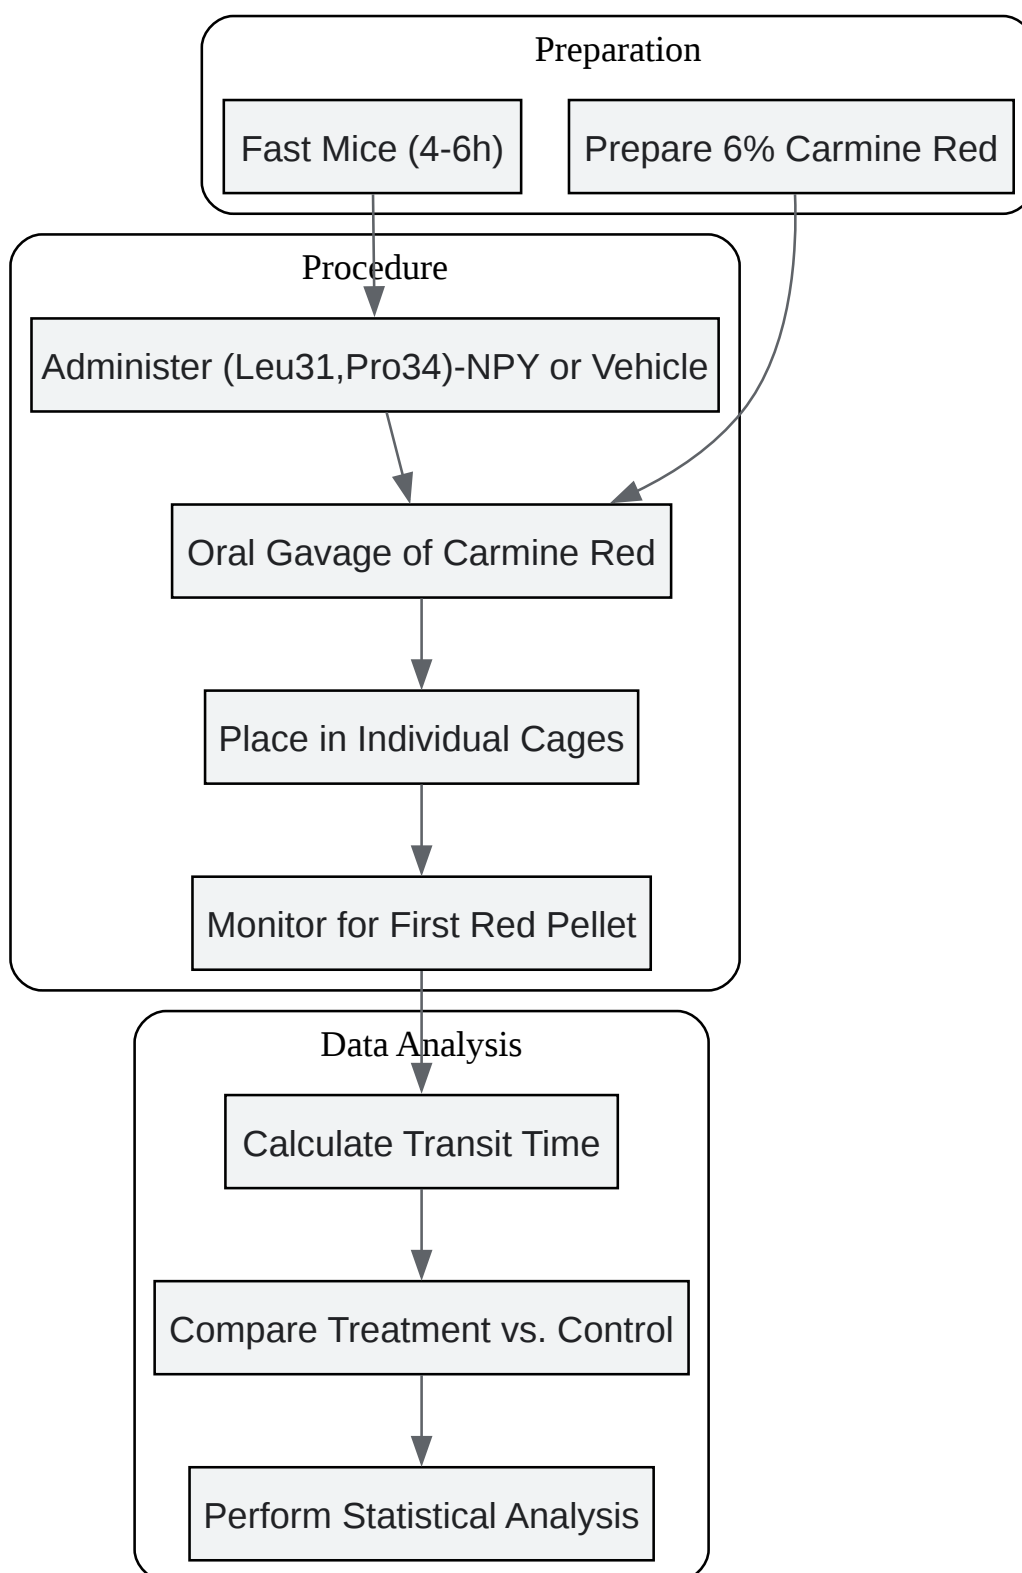 Preparation
Fast Mice (4-6h)
Prepare 6% Carmine Red
Procedure
Administer (Leu31,Pro34)-NPY or Vehicle
Oral Gavage of Carmine Red
Place in Individual Cages
Monitor for First Red Pellet
Data Analysis
Calculate Transit Time
Compare Treatment vs. Control
Perform Statistical Analysis